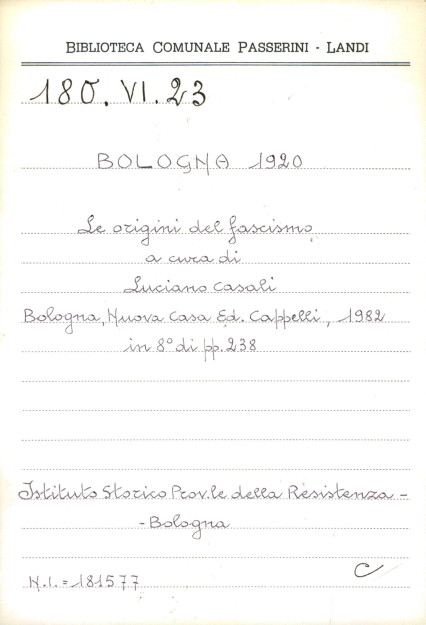 BIBLIOTECA COMUNALE PASSERINI - LANDI
180.VI.23
BOLOGNA 1920
Le origini del fascismo
a cura di
Luciano Casali
Bologna, Nuova Casa Ed. Cappelli, 1982
in 8° di pp. 238
Istituto Storico Prov.le della Resistenza -
- Bologna
C
N.I. = 181577